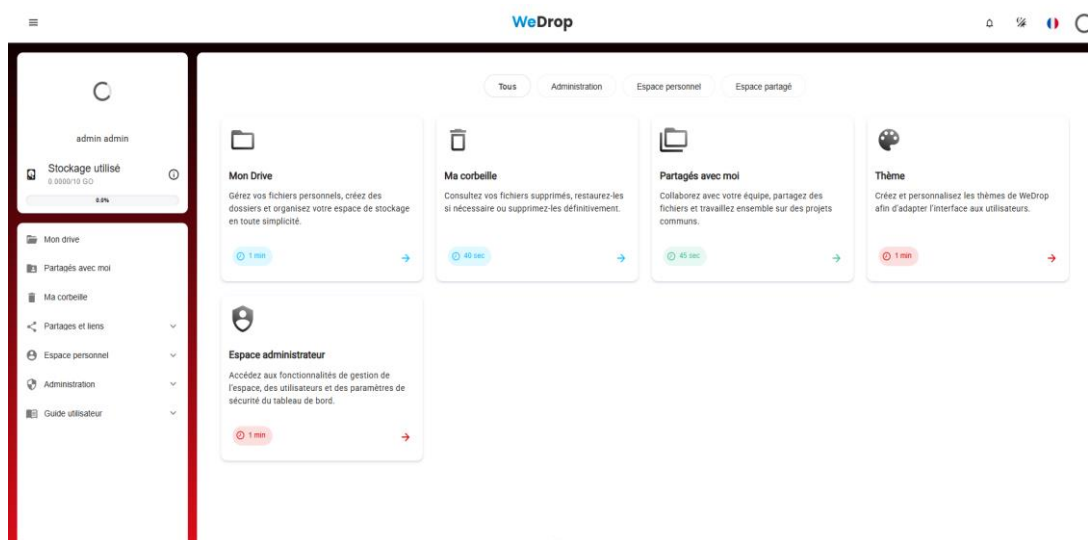 WeDrop
admin admin
Stockage utilisé
0.0000/10 GO
0.0%
Mon drive
Partagés avec moi
Ma corbeille
Partages et liens
Espace personnel
Administration
Guide utilisateur
Tous
Administration
Espace personnel
Espace partagé
Mon Drive
Gérez vos fichiers personnels, créez des
dossiers et organisez votre espace de stockage
en toute simplicité.
1 min
Ma corbeille
Consultez vos fichiers supprimés, restaurez-les
si nécessaire ou supprimez-les définitivement.
40 sec
Partagés avec moi
Collaborez avec votre équipe, partagez des
fichiers et travaillez ensemble sur des projets
communs.
45 sec
Thème
Créez et personnalisez les thèmes de WeDrop
afin d'adapter l'interface aux utilisateurs.
1 min
Espace administrateur
Accédez aux fonctionnalités de gestion de
l'espace, des utilisateurs et des paramètres de
sécurité du tableau de bord.
1 min